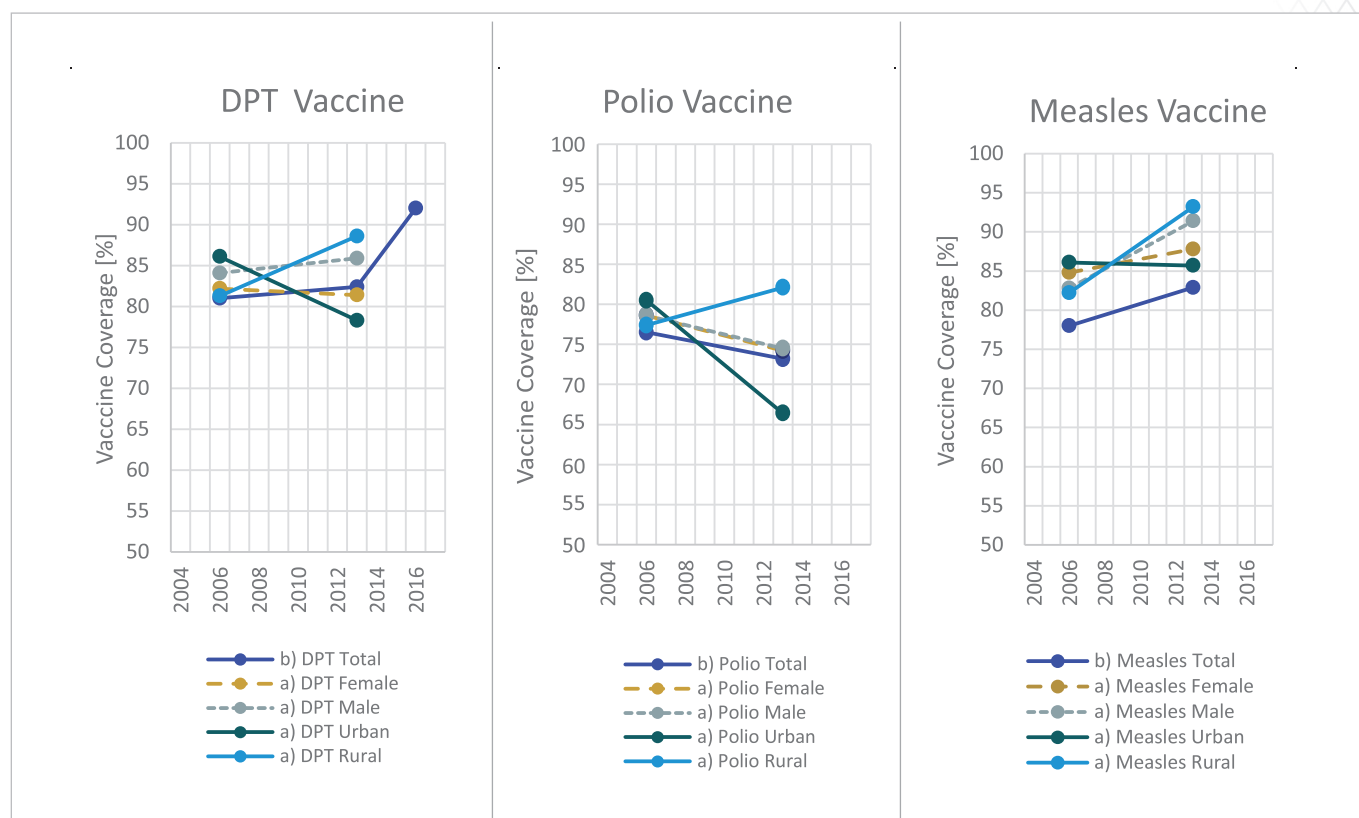 DPT  Vaccine
100
95
90
85
80
75
70
65
60
55
50
Vacccine Coverage [%]
2004
2006
2008
2010
2012
2014
2016
b) DPT Total
a) DPT Female
a) DPT Male
a) DPT Urban
a) DPT Rural
Polio Vaccine
100
95
90
85
80
75
70
65
60
55
50
Vaccine Coverage [%]
2004
2006
2008
2010
2012
2014
2016
b) Polio Total
a) Polio Female
a) Polio Male
a) Polio Urban
a) Polio Rural
Measles Vaccine
100
95
90
85
80
75
70
65
60
55
50
Vacccine Coverage [%]
2004
2006
2008
2010
2012
2014
2016
b) Measles Total
a) Measles Female
a) Measles Male
a) Measles Urban
a) Measles Rural